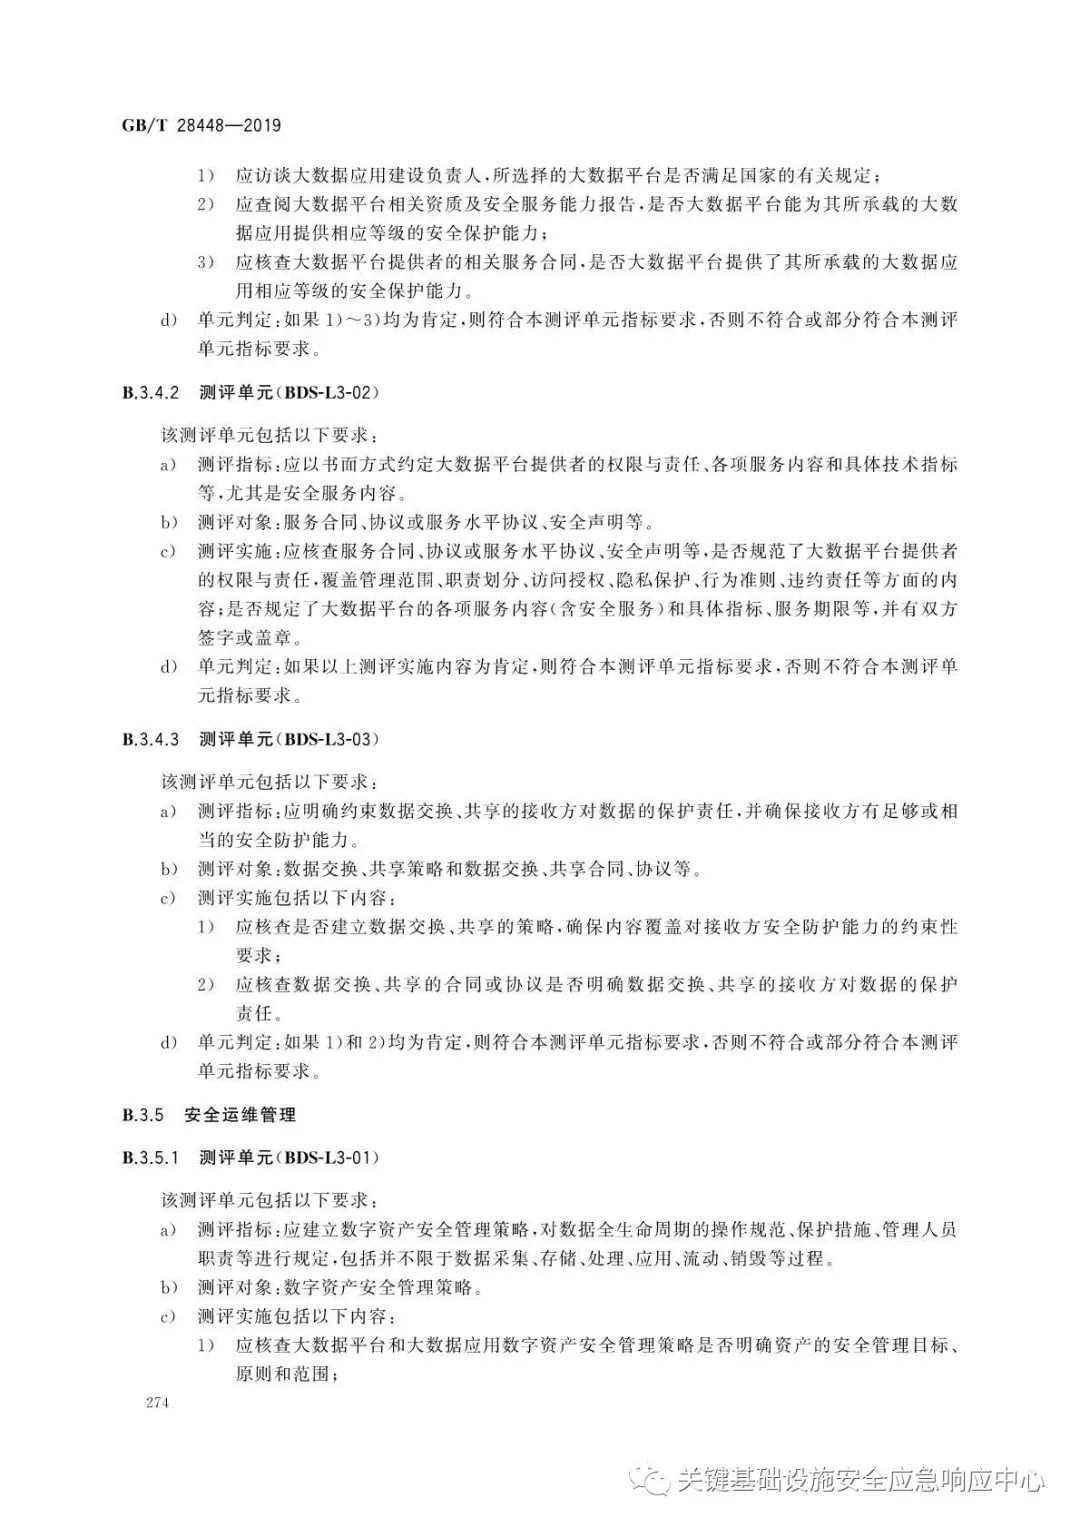 GB/T 28448—2019
1) 应访谈大数据应用建设负责人,所选择的大数据平台是否满足国家的有关规定;
2) 应查阅大数据平台相关资质及安全服务能力报告,是否大数据平台能为其所承载的大数
据应用提供相应等级的安全保护能力;
3) 应核查大数据平台提供者的相关服务合同,是否大数据平台提供了其所承载的大数据应
用相应等级的安全保护能力。
d) 单元判定:如果1)～3)均为肯定,则符合本测评单元指标要求,否则不符合或部分符合本测评
单元指标要求。
B.3.4.2 测评单元(BDS-L3-02)
该测评单元包括以下要求:
a) 测评指标:应以书面方式约定大数据平台提供者的权限与责任、各项服务内容和具体技术指标
等,尤其是安全服务内容。
b) 测评对象:服务合同、协议或服务水平协议、安全声明等。
c) 测评实施:应核查服务合同、协议或服务水平协议、安全声明等,是否规范了大数据平台提供者
的权限与责任,覆盖管理范围、职责划分、访问授权、隐私保护、行为准则、违约责任等方面的内
容;是否规定了大数据平台的各项服务内容(含安全服务)和具体指标、服务期限等,并有双方
签字或盖章。
d) 单元判定:如果以上测评实施内容为肯定,则符合本测评单元指标要求,否则不符合本测评单
元指标要求。
B.3.4.3 测评单元(BDS-L3-03)
该测评单元包括以下要求:
a) 测评指标:应明确约束数据交换、共享的接收方对数据的保护责任,并确保接收方有足够或相
当的安全防护能力。
b) 测评对象:数据交换、共享策略和数据交换、共享合同、协议等。
c) 测评实施包括以下内容:
1) 应核查是否建立数据交换、共享的策略,确保内容覆盖对接收方安全防护能力的约束性
要求;
2) 应核查数据交换、共享的合同或协议是否明确数据交换、共享的接收方对数据的保护
责任。
d) 单元判定:如果1)和2)均为肯定,则符合本测评单元指标要求,否则不符合或部分符合本测评
单元指标要求。
B.3.5 安全运维管理
B.3.5.1 测评单元(BDS-L3-01)
该测评单元包括以下要求:
a) 测评指标:应建立数字资产安全管理策略,对数据全生命周期的操作规范、保护措施、管理人员
职责等进行规定,包括并不限于数据采集、存储、处理、应用、流动、销毁等过程。
b) 测评对象:数字资产安全管理策略。
c) 测评实施包括以下内容:
1) 应核查大数据平台和大数据应用数字资产安全管理策略是否明确资产的安全管理目标、
原则和范围;
274
关键基础设施安全应急响应中心